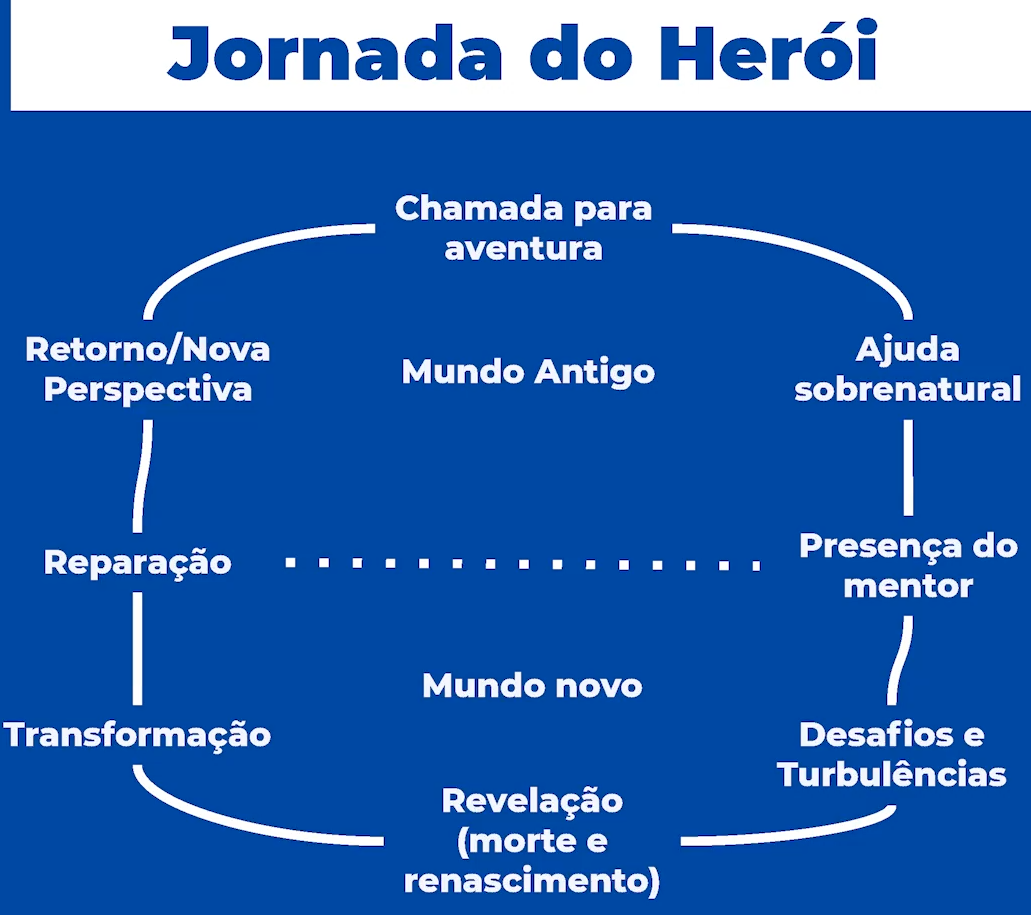 Jornada do Herói
Chamada para
aventura
Retorno/Nova
Perspectiva
Mundo Antigo
Ajuda
sobrenatural
Reparação
Presença do
mentor
Mundo novo
Transformação
Desafios e
Turbulências
Revelação
(morte e
renascimento)